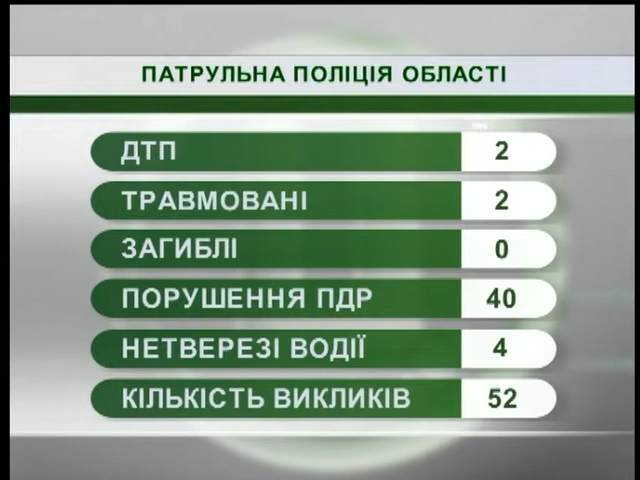 ПАТРУЛЬНА ПОЛІЦІЯ ОБЛАСТІ
ДТП 2
ТРАВМОВАНІ 2
ЗАГИБЛІ 0
ПОРУШЕННЯ ПДР 40
НЕТВЕРЕЗІ ВОДІЇ 4
КІЛЬКІСТЬ ВИКЛИКІВ 52